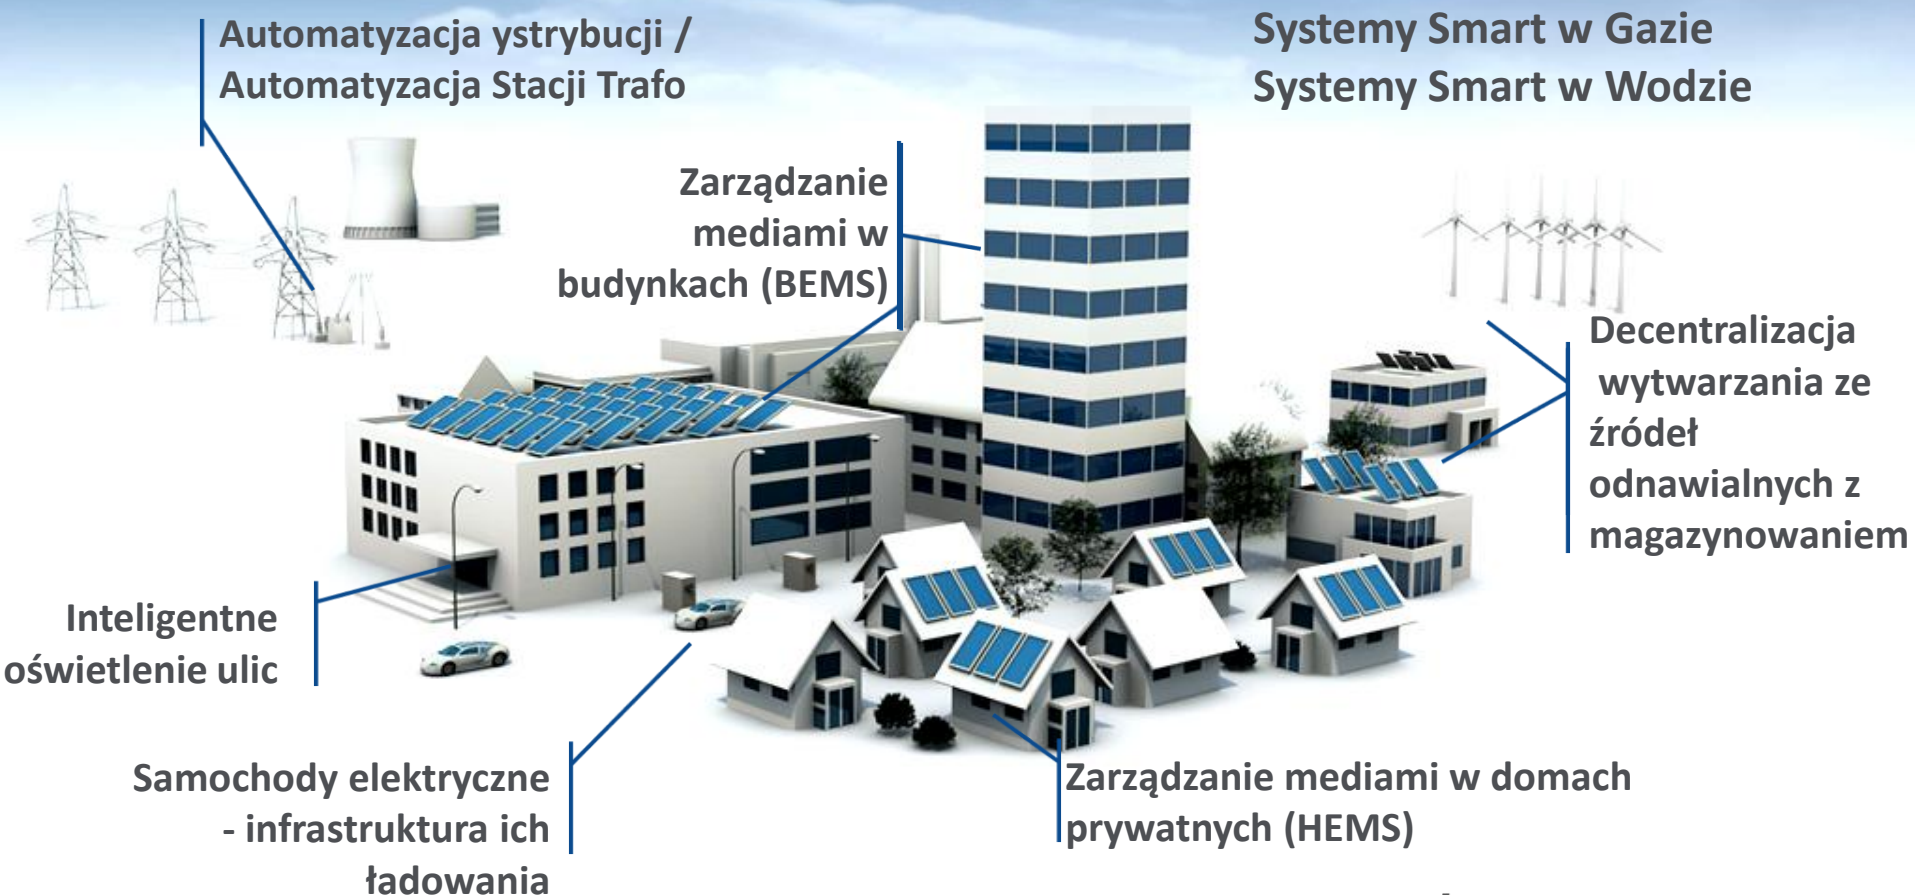 Automatyzacja ystrybucji /
Automatyzacja Stacji Trafo
Systemy Smart w Gazie
Systemy Smart w Wodzie
Zarządzanie
mediami w
budynkach (BEMS)
Decentralizacja
wytwarzania ze
źródeł
odnawialnych z
magazynowaniem
Inteligentne
oświetlenie ulic
Samochody elektryczne
- infrastruktura ich
ładowania
Zarządzanie mediami w domach
prywatnych (HEMS)